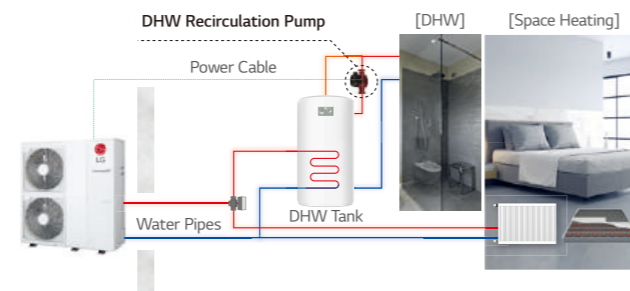 DHW Recirculation Pump
[DHW]
[Space Heating]
Power Cable
LG
Water Pipes
DHW Tank